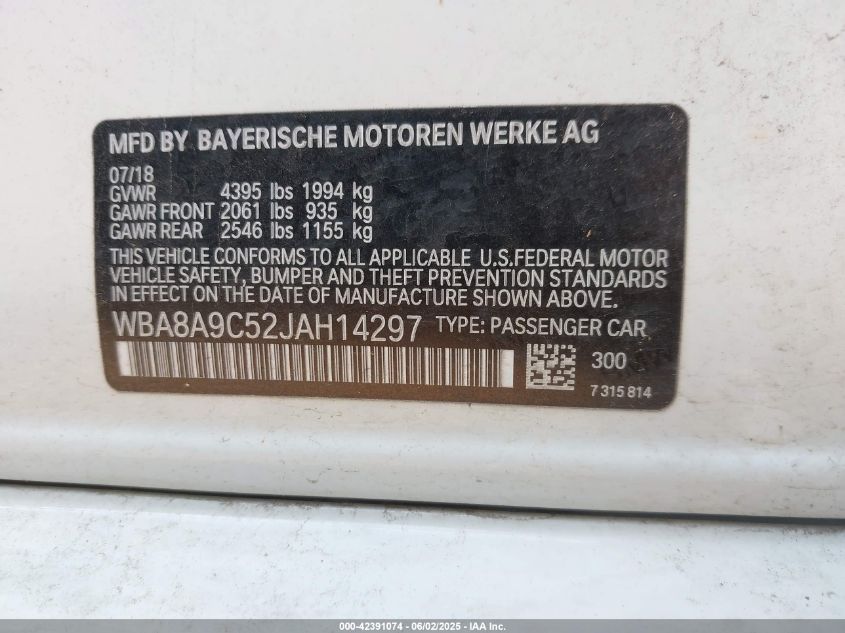 MFD BY BAYERISCHE MOTOREN WERKE AG
07/18
GVWR 4395 lbs 1994 kg
GAWR FRONT 2061 lbs 935 kg
GAWR REAR 2546 lbs 1155 kg
THIS VEHICLE CONFORMS TO ALL APPLICABLE U.S.FEDERAL MOTOR
VEHICLE SAFETY, BUMPER AND THEFT PREVENTION STANDARDS
IN EFFECT ON THE DATE OF MANUFACTURE SHOWN ABOVE.
WBA8A9C52JAH14297 TYPE: PASSENGER CAR
300
7 315 814
000-42391074 - 06/02/2025 - IAA Inc.